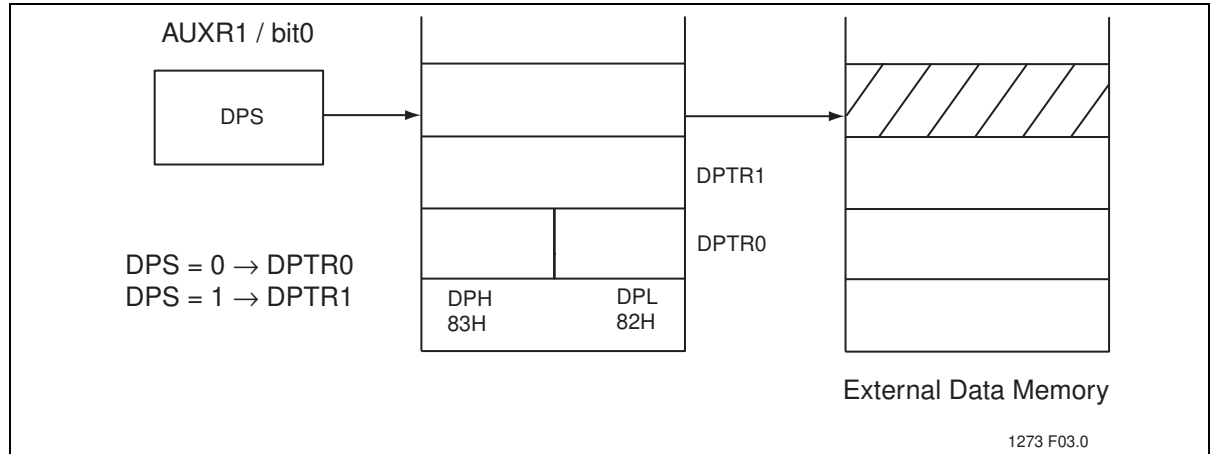 AUXR1 / bit0
DPS
DPTR1
DPTR0
DPS = 0 → DPTR0
DPS = 1 → DPTR1
DPH
83H
DPL
82H
External Data Memory
1273 F03.0